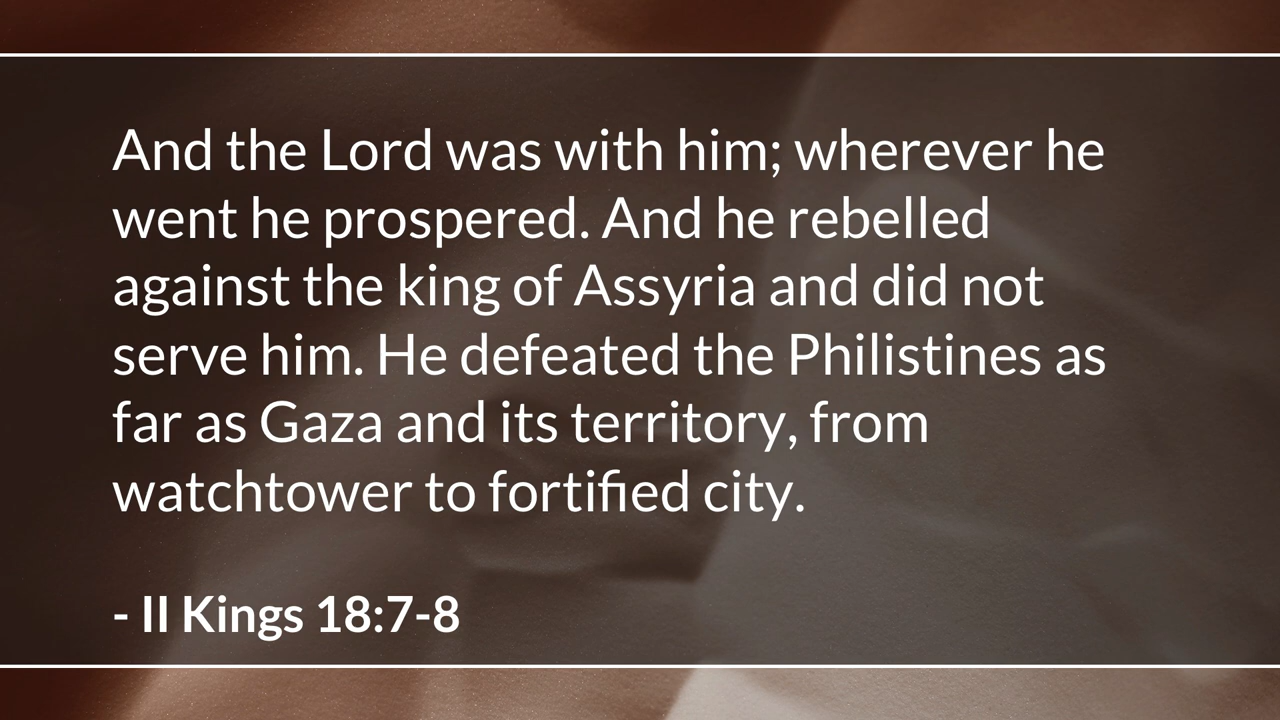 And the Lord was with him; wherever he
went he prospered. And he rebelled
against the king of Assyria and did not
serve him. He defeated the Philistines as
far as Gaza and its territory, from
watchtower to fortified city.
- II Kings 18:7-8